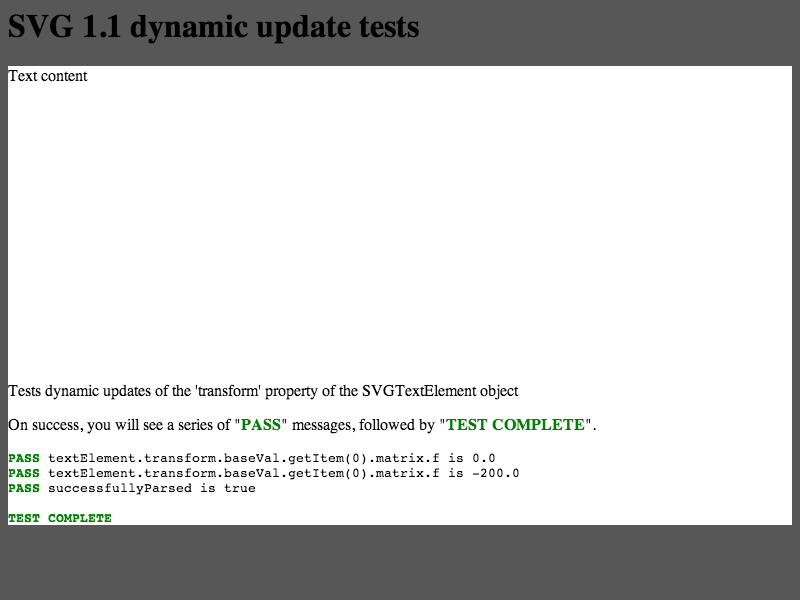 SVG 1.1 dynamic update tests
Text content
Tests dynamic updates of the 'transform' property of the SVGTextElement object
On success, you will see a series of "PASS" messages, followed by "TEST COMPLETE".
PASS textElement.transform.baseVal.getItem(0).matrix.f is 0.0
PASS textElement.transform.baseVal.getItem(0).matrix.f is -200.0
PASS successfullyParsed is true
TEST COMPLETE